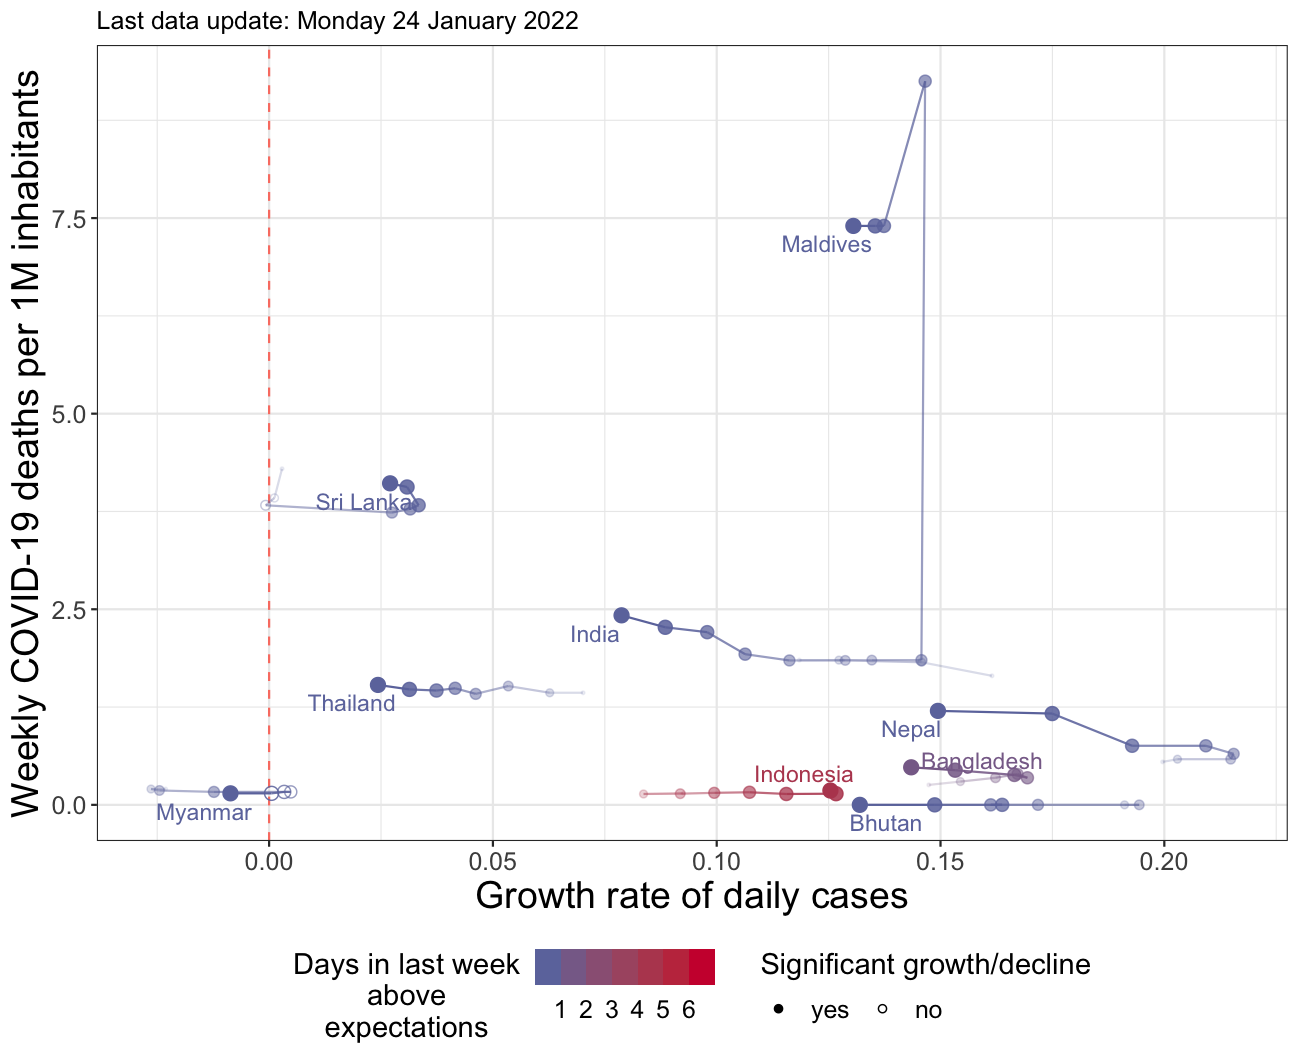 Last data update: Monday 24 January 2022
Weekly COVID-19 deaths per 1M inhabitants
7.5
5.0
2.5
0.0
Maldives
Sri Lanka
India
Thailand
Nepal
Bangladesh
Indonesia
Myanmar
Bhutan
0.00 0.05 0.10 0.15 0.20
Growth rate of daily cases
Days in last week
above
expectations
1 2 3 4 5 6
Significant growth/decline
yes no